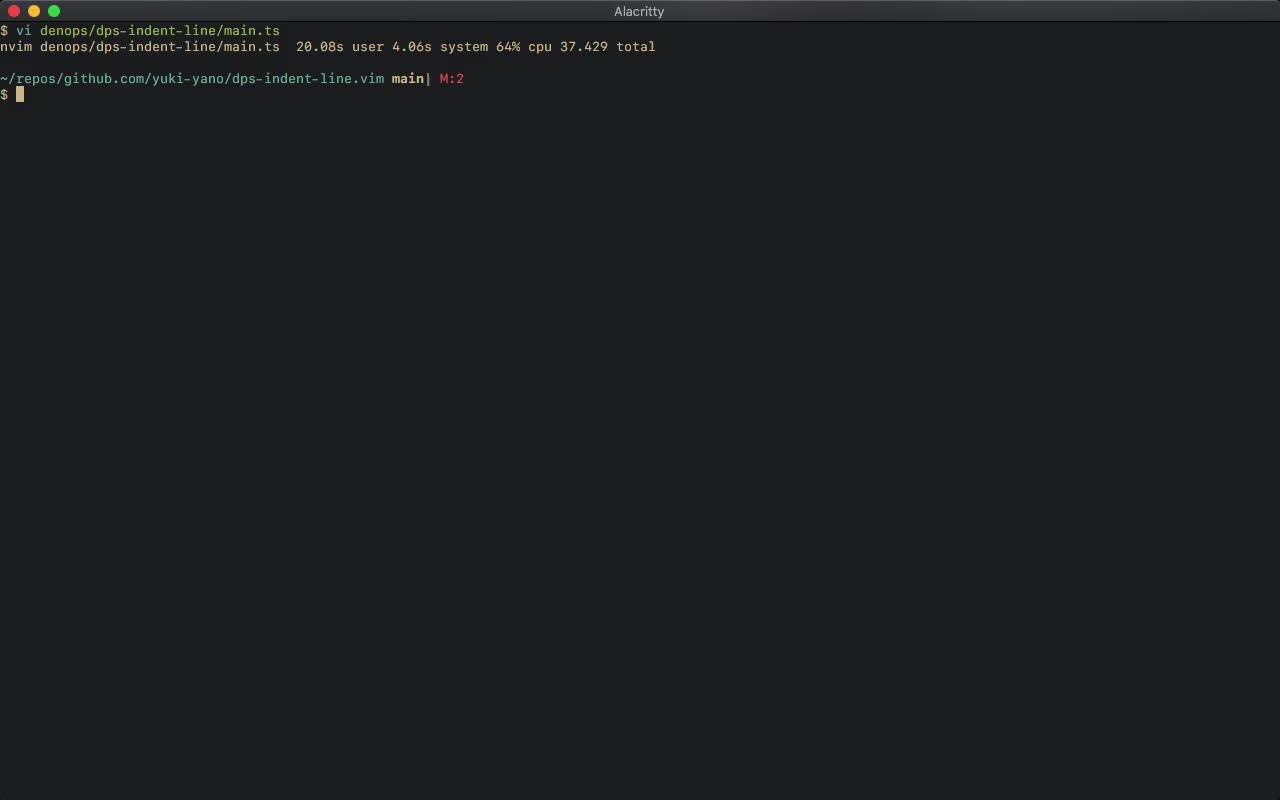 Alacritty
$ vi denops/dps-indent-line/main.ts
nvim denops/dps-indent-line/main.ts  20.08s user 4.06s system 64% cpu 37.429 total
~/repos/github.com/yuki-yano/dps-indent-line.vim main| M:2
$